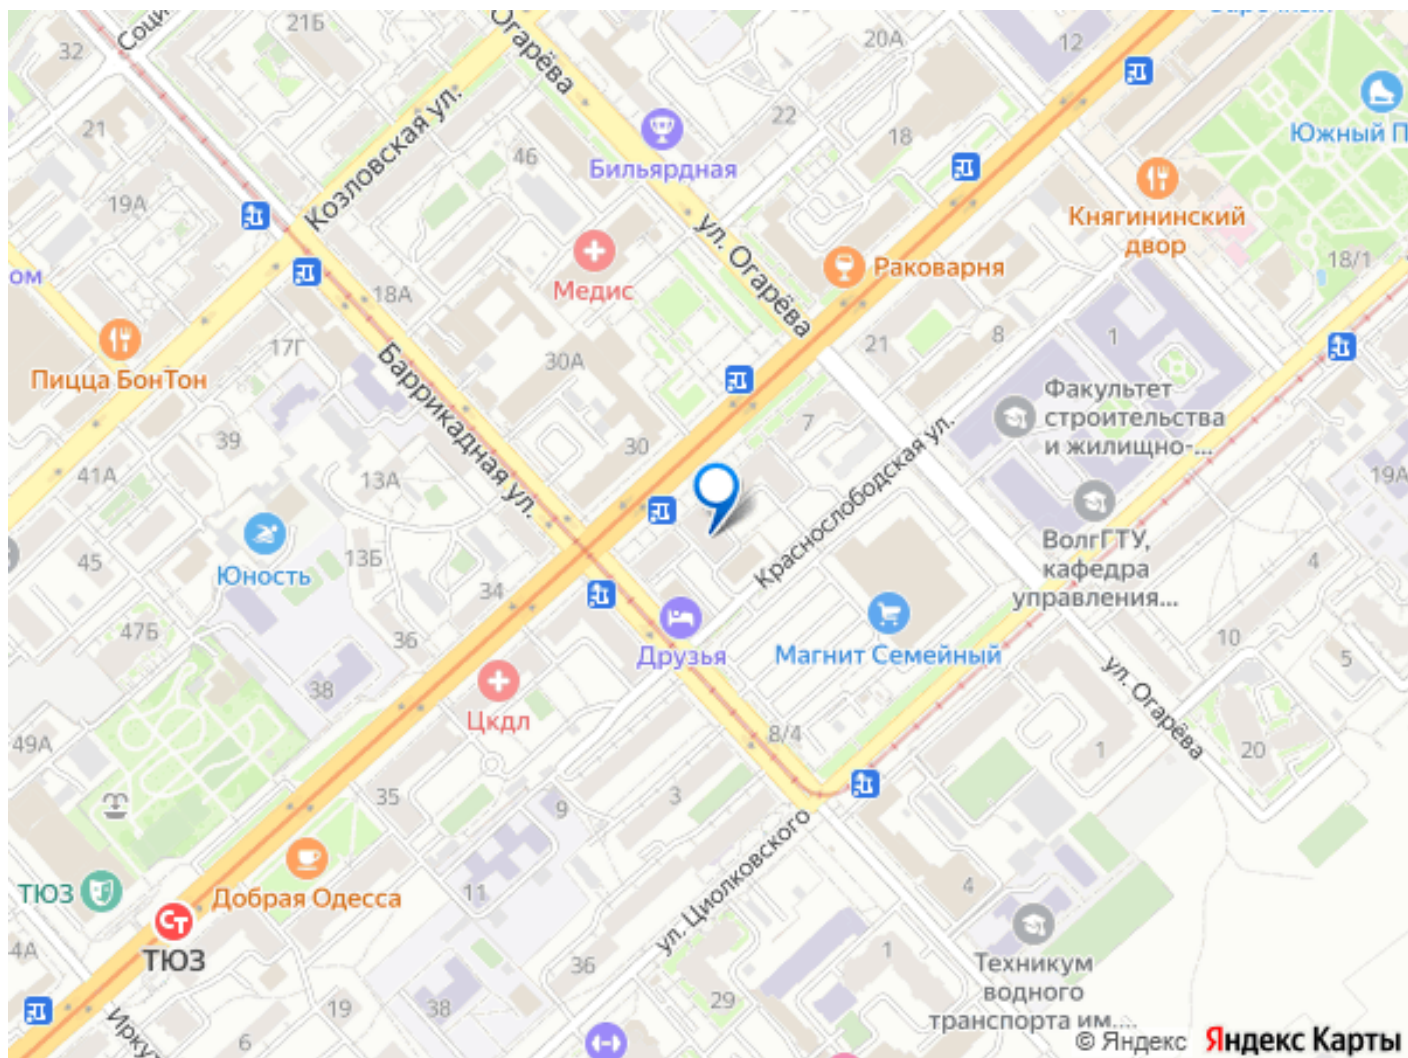 Соци
32
21Б
Огарёва
20А
12
Южный П
21
Козловская ул.
46
Бильярдная
22
18
Княгининский
двор
19А
ул. Огарёва
18/1
ом
18А
Медис
Раковарня
Пицца БонТон
17Г
30А
21
8
1
Баррикадная ул.
Факультет
строительства
и жилищно-...
39
41А
13А
30
7
19А
Краснослободская ул.
45
Юность
13Б
34
ВолгГТУ,
кафедра
управления...
4
47Б
36
38
Друзья
Магнит Семейный
10
5
ул. Огарёва
49А
Цкдл
8/4
1
20
35
9
3
ТЮЗ
Добрая Одесса
11
ул. Циолковского
4
СТ
ТЮЗ
4А
36
1
Техникум
водного
транспорта им....
19
38
29
Ирку
6
© Яндекс Яндекс Карты